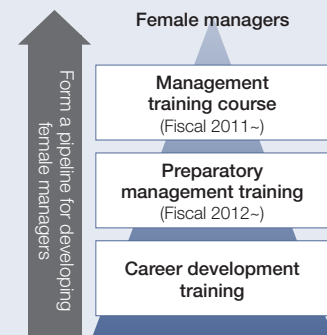 Female managers
Form a pipeline for developing
female managers
Management
training course
(Fiscal 2011~)
Preparatory
management training
(Fiscal 2012~)
Career development
training